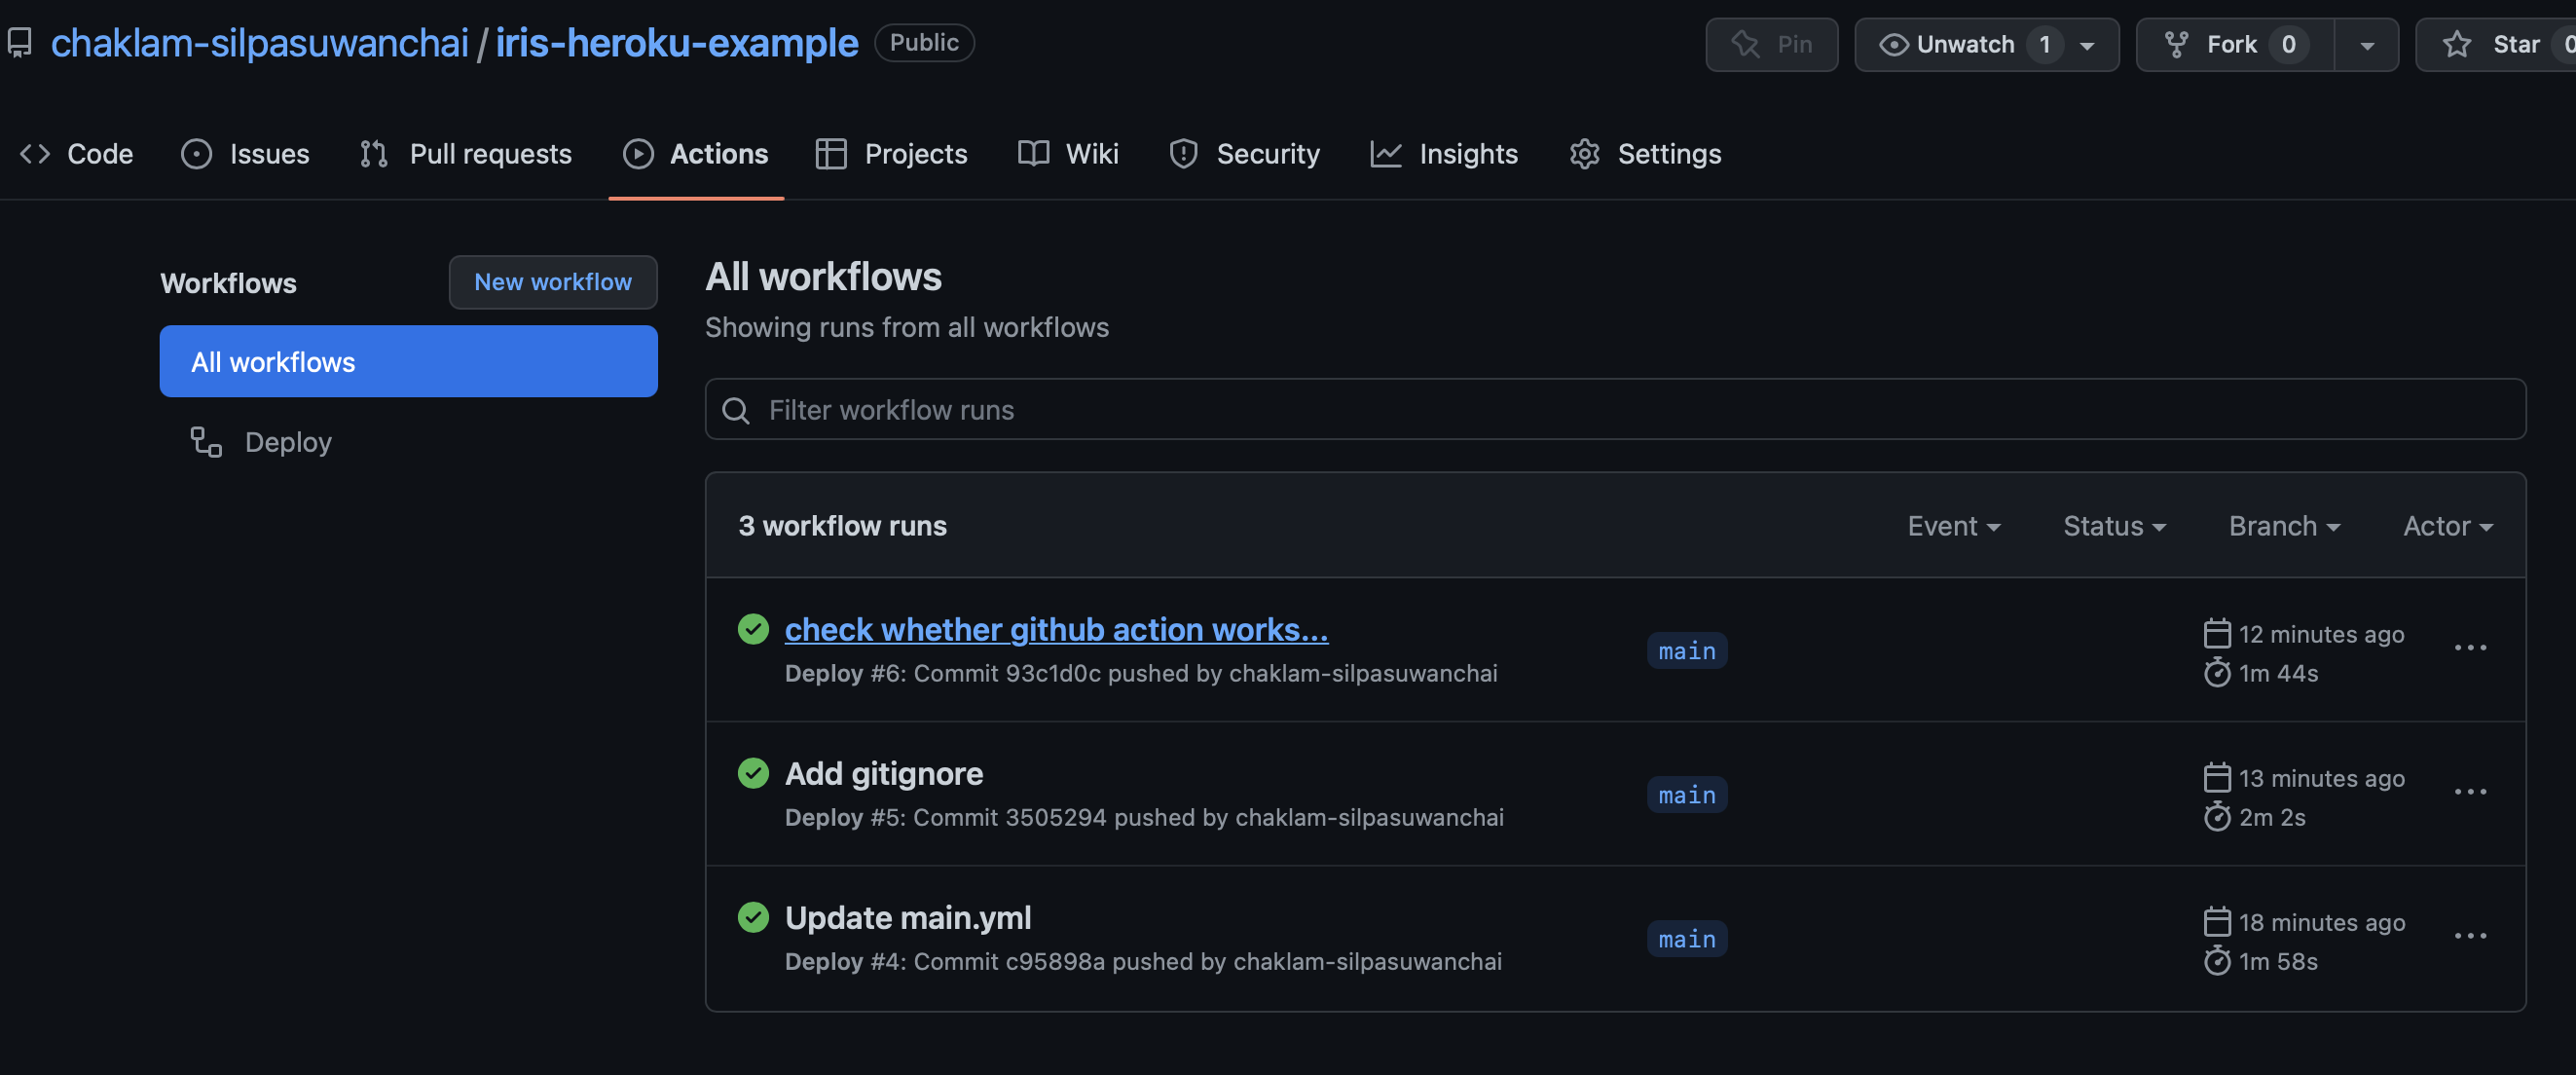 chaklam-silpasuwanchai / iris-heroku-example Public Pin Unwatch 1 Fork 0 Star
Code Issues Pull requests Actions Projects Wiki Security Insights Settings
Workflows New workflow
All workflows
Deploy
All workflows
Showing runs from all workflows
Filter workflow runs
3 workflow runs Event Status Branch Actor
check whether github action works...
Deploy #6: Commit 93c1d0c pushed by chaklam-silpasuwanchai
main
12 minutes ago
1m 44s
Add gitignore
Deploy #5: Commit 3505294 pushed by chaklam-silpasuwanchai
main
13 minutes ago
2m 2s
Update main.yml
Deploy #4: Commit c95898a pushed by chaklam-silpasuwanchai
main
18 minutes ago
1m 58s